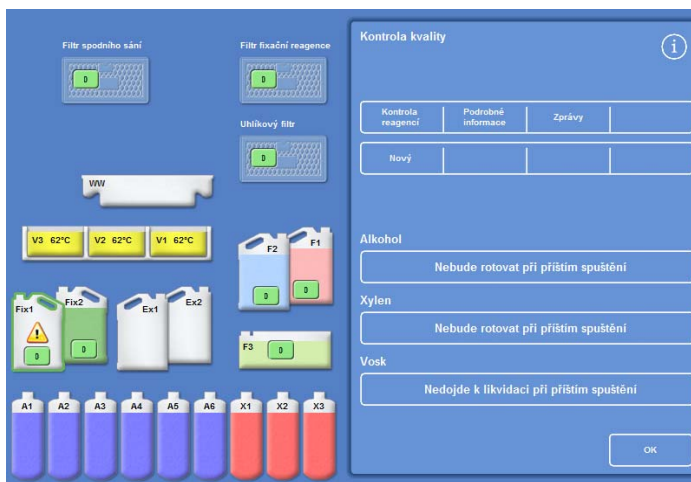 Filtr spodního sání
D
Filtr fixační reagence
D
Uhlíkový filtr
D
WW
V3 62°C
V2 62°C
V1 62°C
F2
F1
D
D
Fix1
Fix2
D
D
Ex1
Ex2
F3
D
A1
A2
A3
A4
A5
A6
X1
X2
X3
Kontrola kvality
i
Kontrola
reagencí
Podrobné
informace
Zprávy
Nový
Alkohol
Nebude rotovat při příštím spuštění
Xylen
Nebude rotovat při příštím spuštění
Vosk
Nedojde k likvidaci při příštím spuštění
OK